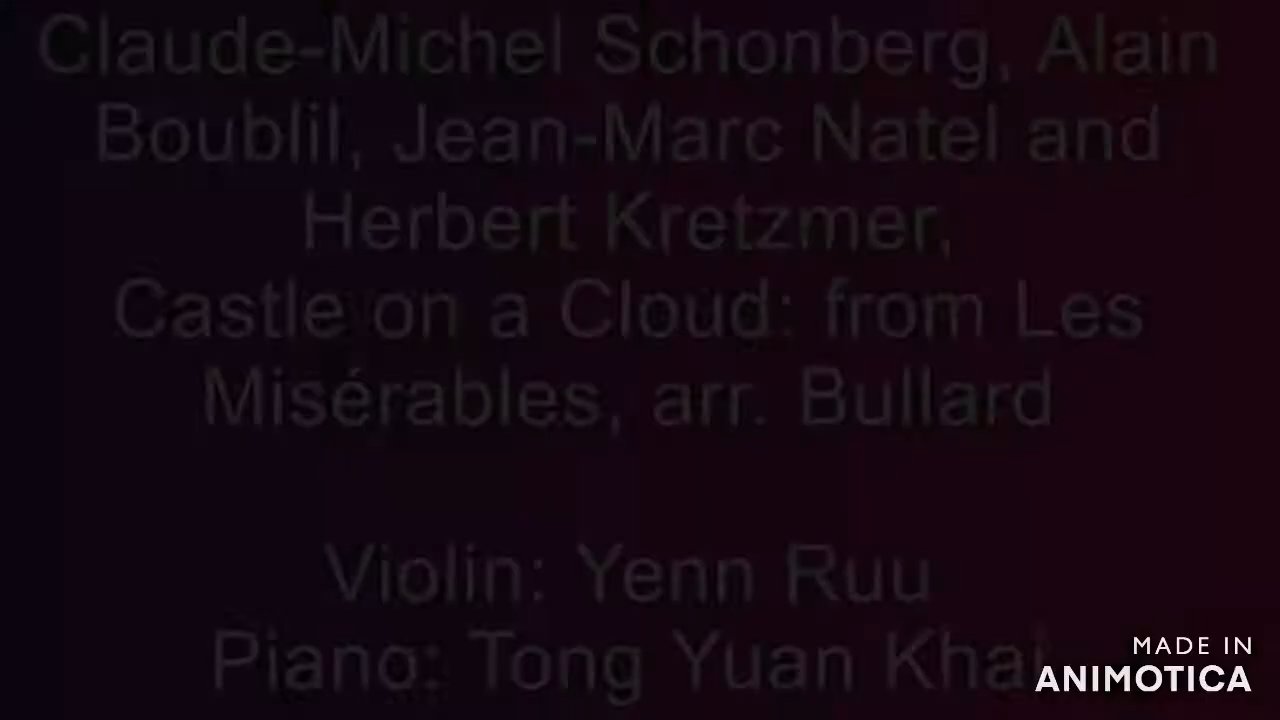 Claude-Michel Schonberg, Alain
Boublil, Jean-Marc Natel and
Herbert Kretzmer,
Castle on a Cloud: from Les
Misérables, arr. Bullard
Violin: Yenn Ruu
Piano: Tong Yuan Khai
MADE IN
ANIMOTICA